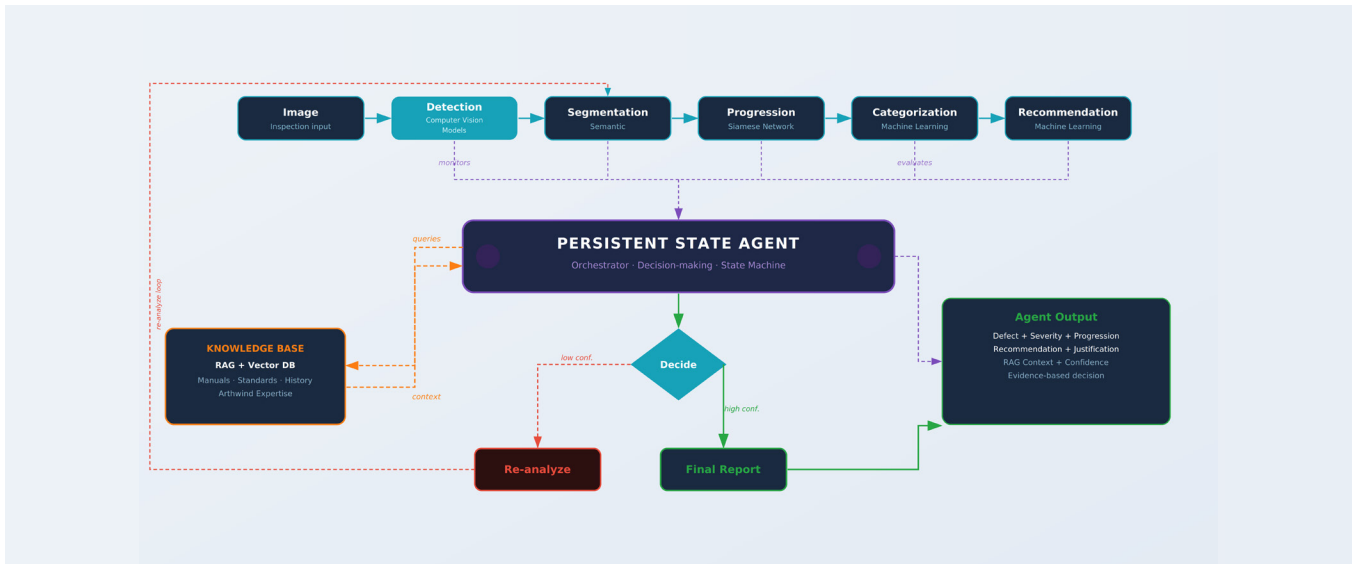 Image
Inspection input
Detection
Computer Vision
Models
Segmentation
Semantic
Progression
Siamese Network
Categorization
Machine Learning
Recommendation
Machine Learning
monitors
evaluates
PERSISTENT STATE AGENT
Orchestrator · Decision-making · State Machine
queries
re-analyze loop
KNOWLEDGE BASE
RAG + Vector DB
Manuals · Standards · History
Arthwind Expertise
context
Agent Output
Defect + Severity + Progression
Recommendation + Justification
RAG Context + Confidence
Evidence-based decision
low conf.
Decide
high conf.
Re-analyze
Final Report